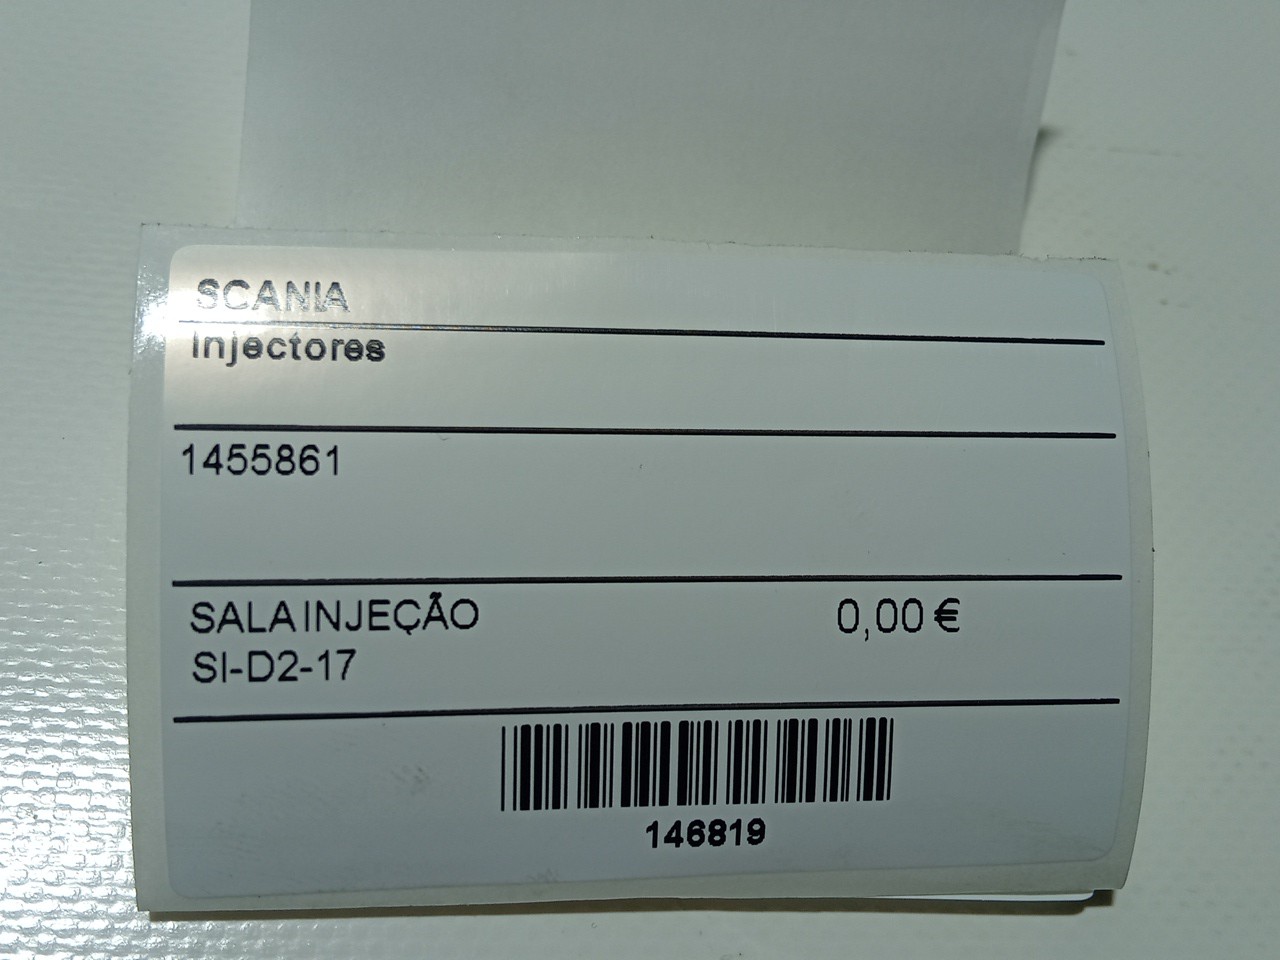 SCANIA
Injectores
1455861
SALA INJEÇÃO 0,00 €
SI-D2-17
146819